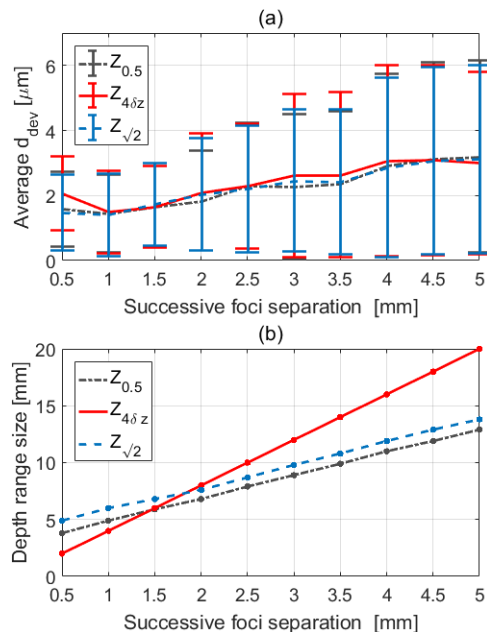 (a)
Average d_dev [μm]
6
4
2
0
Z_0.5
Z_4δz
Z_√2
0.5 1 1.5 2 2.5 3 3.5 4 4.5 5
Successive foci separation [mm]
(b)
Depth range size [mm]
20
15
10
5
0
Z_0.5
Z_4δ z
Z_√2
0.5 1 1.5 2 2.5 3 3.5 4 4.5 5
Successive foci separation [mm]